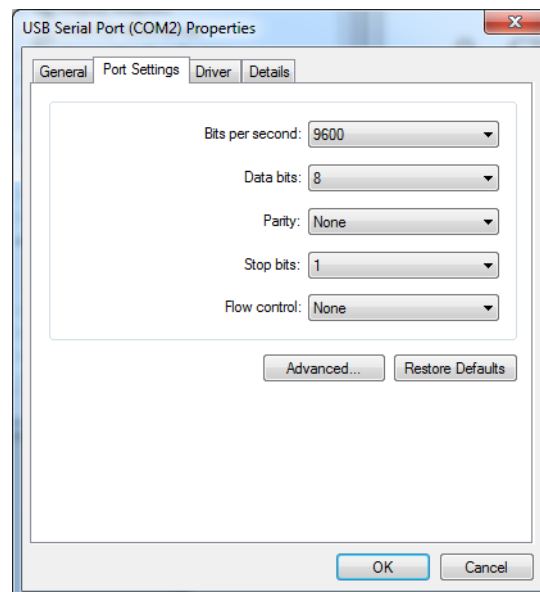 USB Serial Port (COM2) Properties
General Port Settings Driver Details
Bits per second: 9600
Data bits: 8
Parity: None
Stop bits: 1
Flow control: None
Advanced... Restore Defaults
OK Cancel